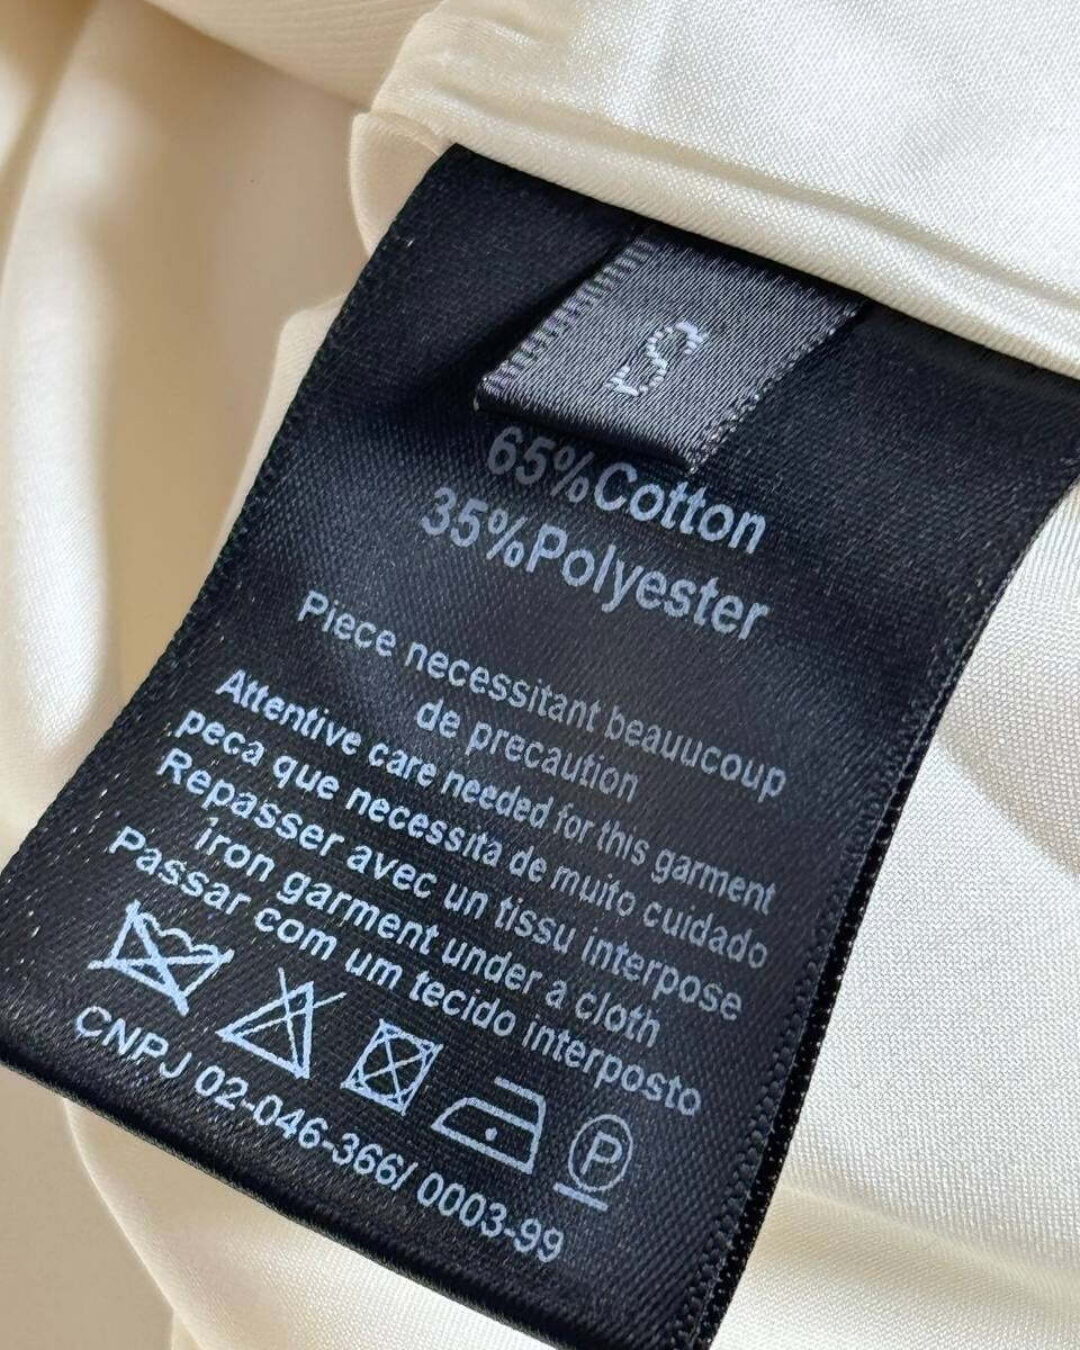 S
65%Cotton
35%Polyester
Piece necessitant beauucoup
de precaution
Attentive care needed for this garment
peca que necessita de muito cuidado
Repasser avec un tissu interpose
iron garment under a cloth
Passar com um tecido interposto
P
CNPJ 02-046-366/ 0003-99